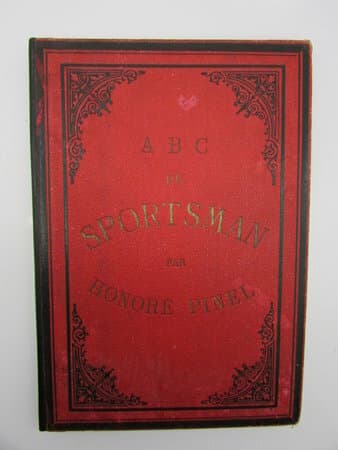 A B C
DU
SPORTSMAN
PAR
HONORÉ PINEL